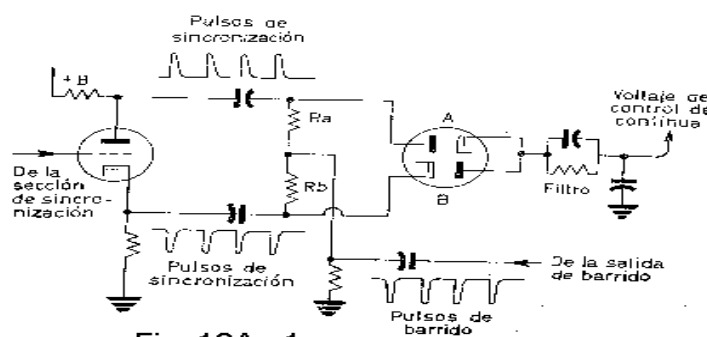 Pulsos de
sincronización
+B
Ra
A
Voltaje de
control de
continua
De la
sección
de sincro-
nización
Rb
B
Filtro
Pulsos de
sincronización
De la salida
de barrido
Pulsos de
barrido